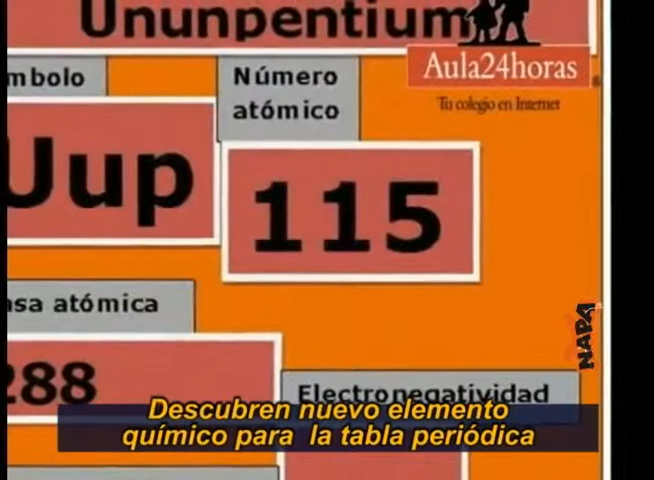 Ununpentium
Aula24horas
Tu colegio en Internet
mbolo
Número
atómico
Uup
115
asa atómica
288
NAPA
Electronegatividad
Descubren nuevo elemento
químico para la tabla periódica